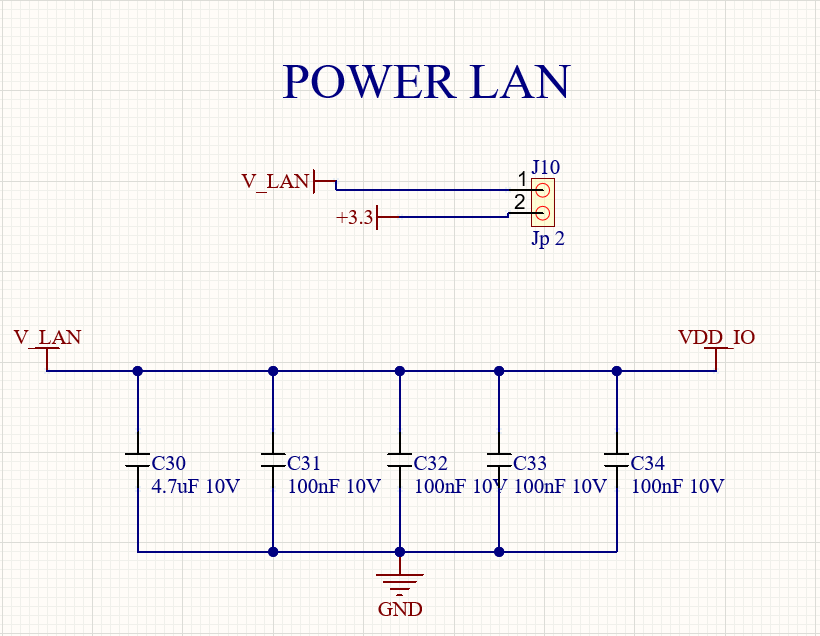 POWER LAN
J10
V_LAN
1
2
+3.3
Jp 2
V_LAN
VDD_IO
C30
4.7uF 10V
C31
100nF 10V
C32
100nF 10V
C33
100nF 10V
C34
100nF 10V
GND